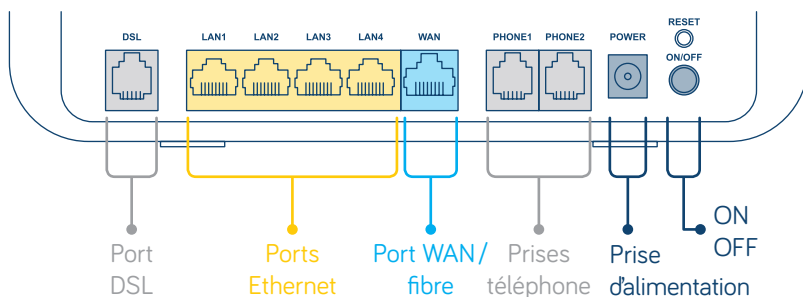 DSL LAN1 LAN2 LAN3 LAN4 WAN PHONE1 PHONE2 POWER RESET
ON/OFF
Port
DSL
Ports
Ethernet
Port WAN/
fibre
Prises
téléphone
Prise
d'alimentation
ON
OFF